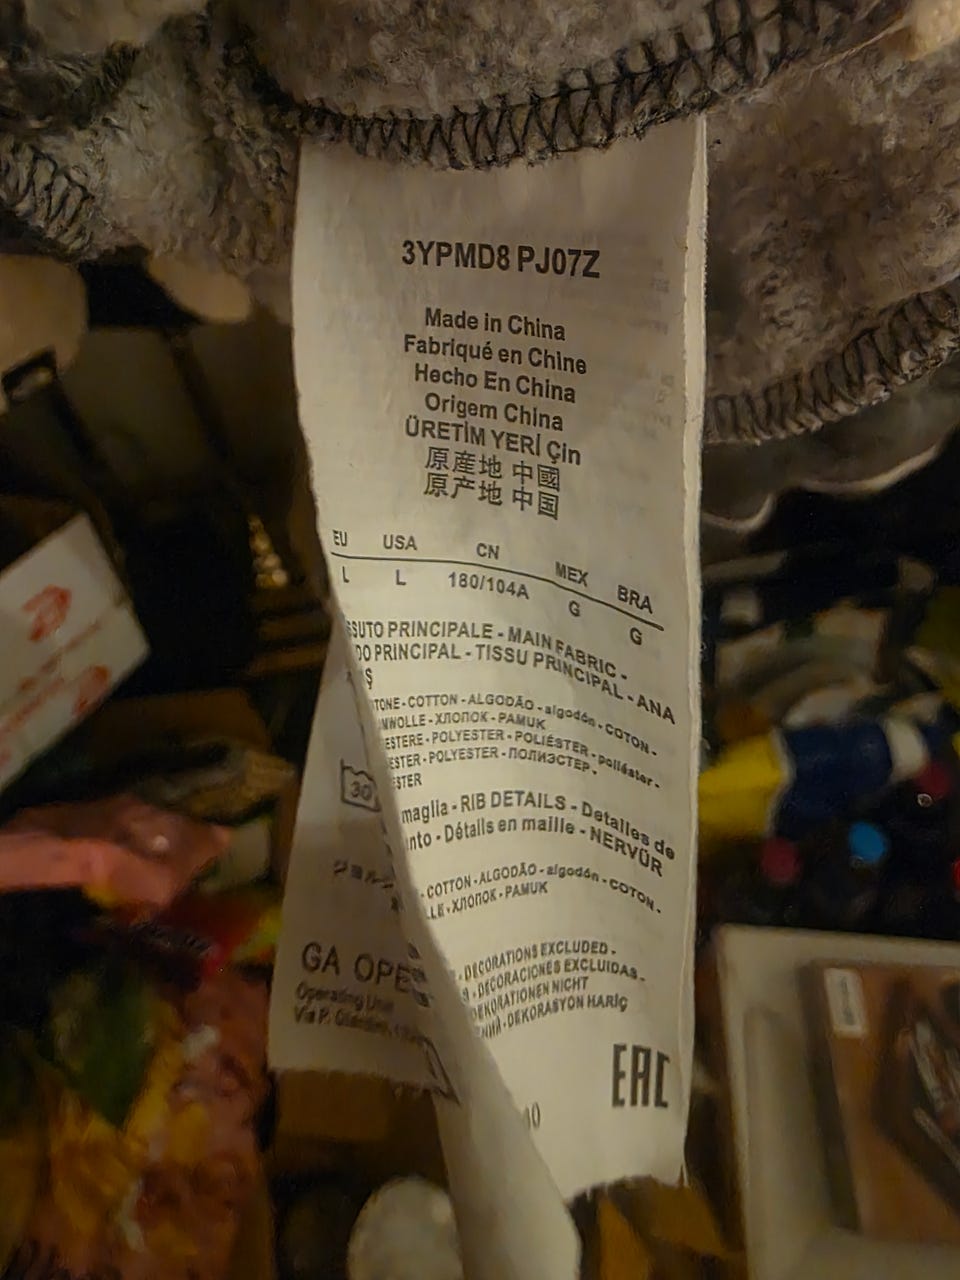 3YPMD8 PJ07Z
Made in China
Fabriqué en Chine
Hecho En China
Origem China
ÜRETİM YERİ Çin
原産地 中國
原产地 中国
EU USA CN MEX BRA
L L 180/104A G G
SSUTO PRINCIPALE - MAIN FABRIC -
DO PRINCIPAL - TISSU PRINCIPAL - ANA
Ş
TONE - COTTON - ALGODÃO - algodón - COTON -
NWOLLE - ХЛОПОК - PAMUK
ESTERE - POLYESTER - POLIÉSTER - poliéster -
ESTER - POLYESTER - ПОЛИЭСТЕР -
ESTER
maglia - RIB DETAILS - Detalles de
nto - Détails en maille - NERVÜR
- COTTON - ALGODÃO - algodón - COTON -
LLE - ХЛОПОК - PAMUK
- DECORATIONS EXCLUDED -
- DECORACIONES EXCLUIDAS -
DEKORATIONEN NICHT
ЕНИЙ - DEKORASYON HARİÇ
EAC
30
GA OPE
Operating Unit
Via P.